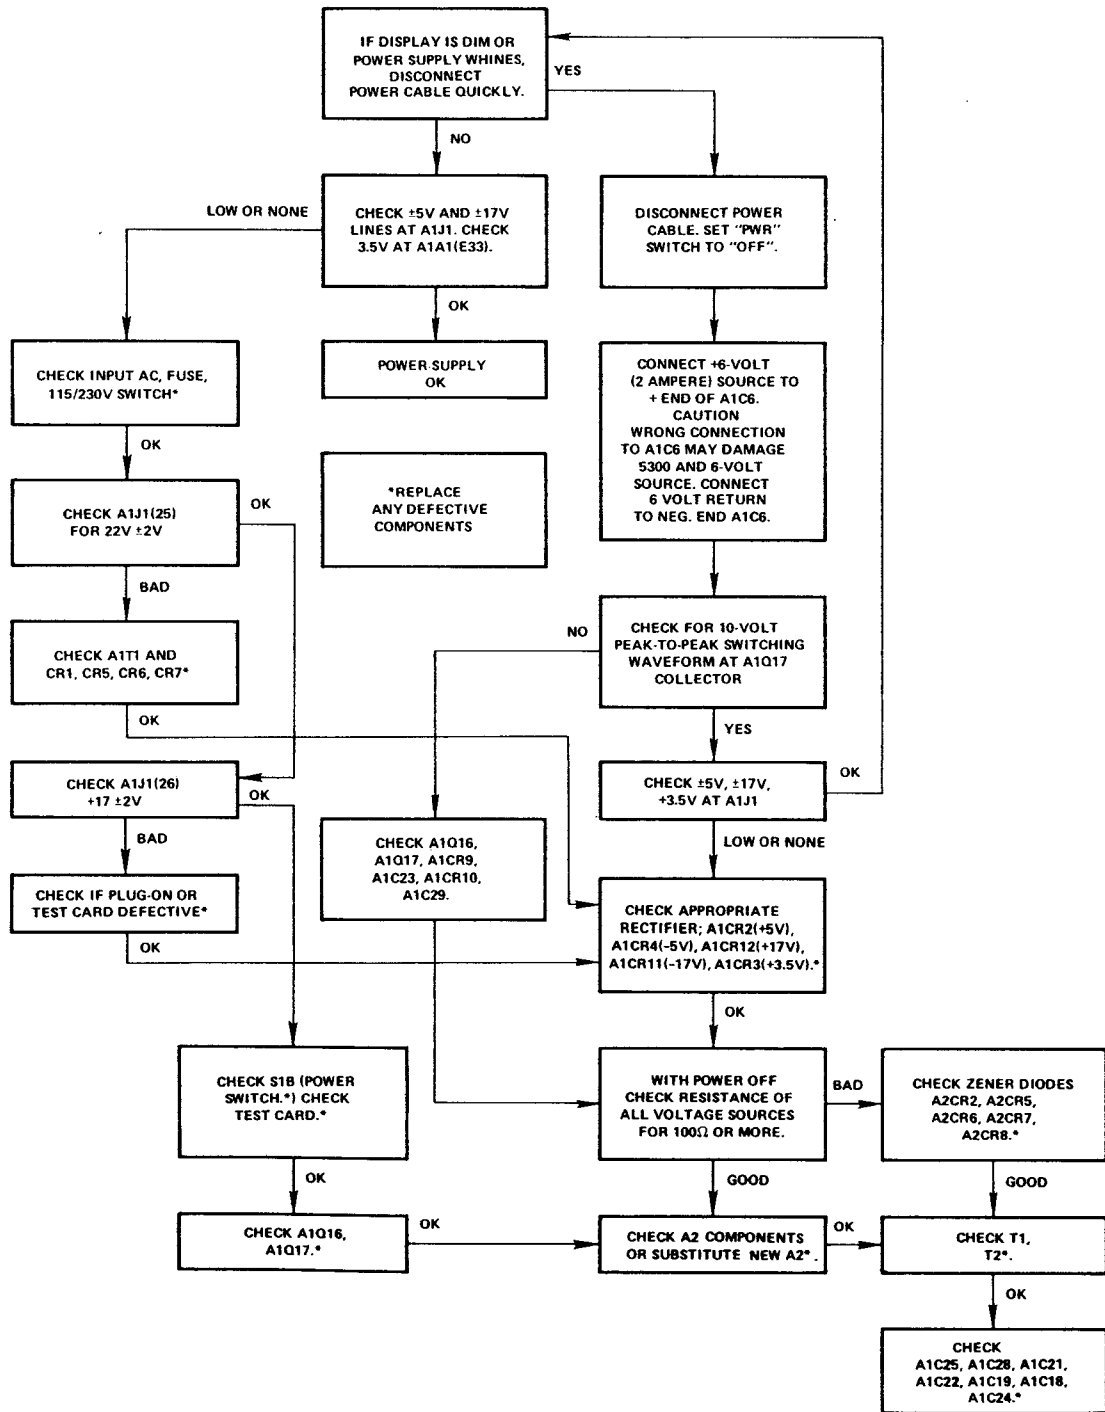 IF DISPLAY IS DIM OR
POWER SUPPLY WHINES,
DISCONNECT
POWER CABLE QUICKLY.
YES
NO
LOW OR NONE
CHECK ±5V AND ±17V
LINES AT A1J1. CHECK
3.5V AT A1A1(E33).
DISCONNECT POWER
CABLE. SET "PWR"
SWITCH TO "OFF".
OK
POWER SUPPLY
OK
CHECK INPUT AC, FUSE,
115/230V SWITCH*
OK
CONNECT +6-VOLT
(2 AMPERE) SOURCE TO
+ END OF A1C6.
CAUTION
WRONG CONNECTION
TO A1C6 MAY DAMAGE
5300 AND 6-VOLT
SOURCE. CONNECT
6 VOLT RETURN
TO NEG. END A1C6.
*REPLACE
ANY DEFECTIVE
COMPONENTS
CHECK A1J1(25)
FOR 22V ±2V
OK
BAD
CHECK A1T1 AND
CR1, CR5, CR6, CR7*
OK
NO
CHECK FOR 10-VOLT
PEAK-TO-PEAK SWITCHING
WAVEFORM AT A1Q17
COLLECTOR
YES
CHECK A1J1(26)
+17 ±2V
OK
BAD
CHECK ±5V, ±17V,
+3.5V AT A1J1
OK
LOW OR NONE
CHECK A1Q16,
A1Q17, A1CR9,
A1C23, A1CR10,
A1C29.
CHECK IF PLUG-ON OR
TEST CARD DEFECTIVE*
OK
CHECK APPROPRIATE
RECTIFIER; A1CR2(+5V),
A1CR4(-5V), A1CR12(+17V),
A1CR11(-17V), A1CR3(+3.5V).*
OK
CHECK S1B (POWER
SWITCH.*) CHECK
TEST CARD.*
OK
WITH POWER OFF
CHECK RESISTANCE OF
ALL VOLTAGE SOURCES
FOR 100Ω OR MORE.
BAD
GOOD
CHECK ZENER DIODES
A2CR2, A2CR5,
A2CR6, A2CR7,
A2CR8.*
GOOD
CHECK A1Q16,
A1Q17.*
OK
CHECK A2 COMPONENTS
OR SUBSTITUTE NEW A2*.
OK
CHECK T1,
T2*.
OK
CHECK
A1C25, A1C28, A1C21,
A1C22, A1C19, A1C18,
A1C24.*